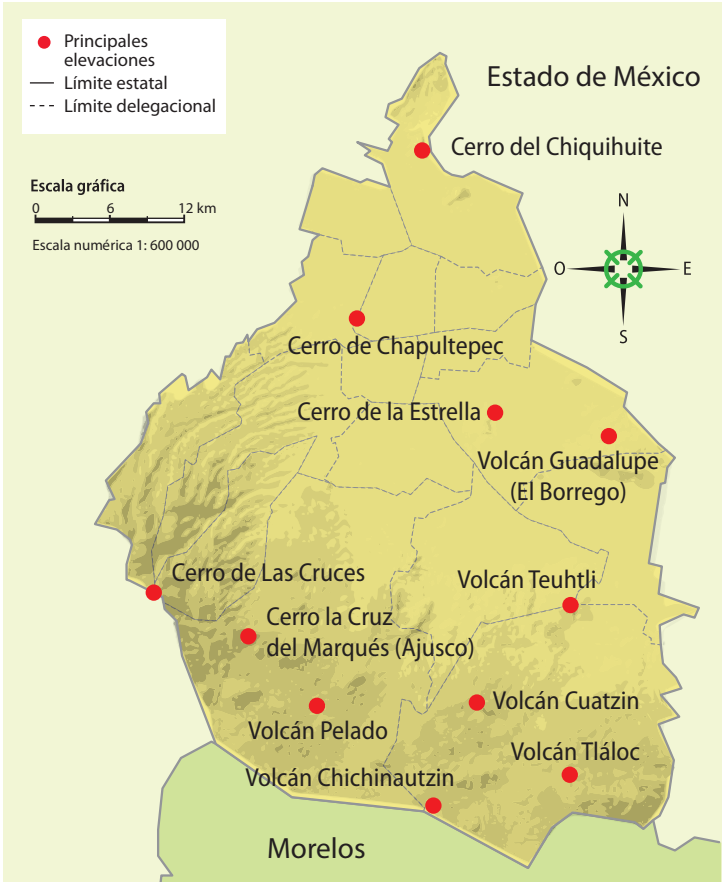 Principales
elevaciones
Límite estatal
Límite delegacional
Estado de México
Cerro del Chiquihuite
Escala gráfica
0 6 12 km
Escala numérica 1: 600 000
N
O E
S
Cerro de Chapultepec
Cerro de la Estrella
Volcán Guadalupe
(El Borrego)
Cerro de Las Cruces
Volcán Teuhtli
Cerro la Cruz
del Marqués (Ajusco)
Volcán Cuatzin
Volcán Pelado
Volcán Tláloc
Volcán Chichinautzin
Morelos